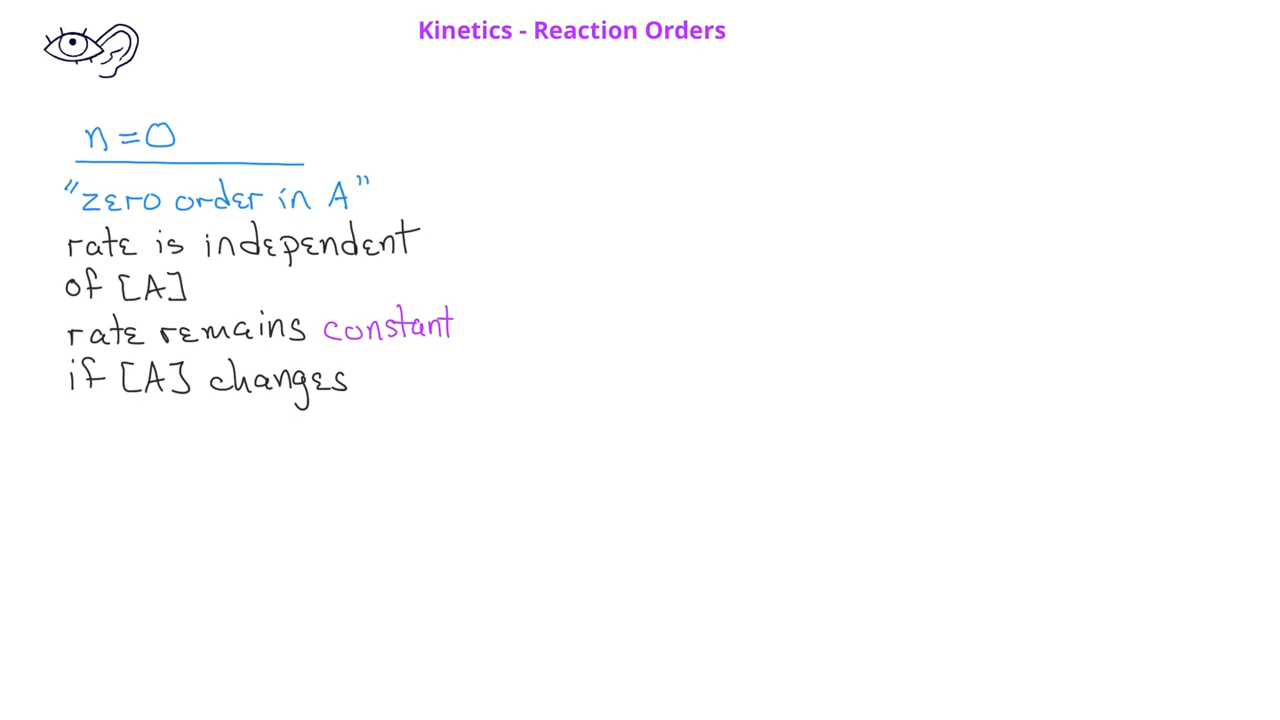 Kinetics - Reaction Orders
n = 0
"zero order in A"
rate is independent
of [A]
rate remains constant
if [A] changes